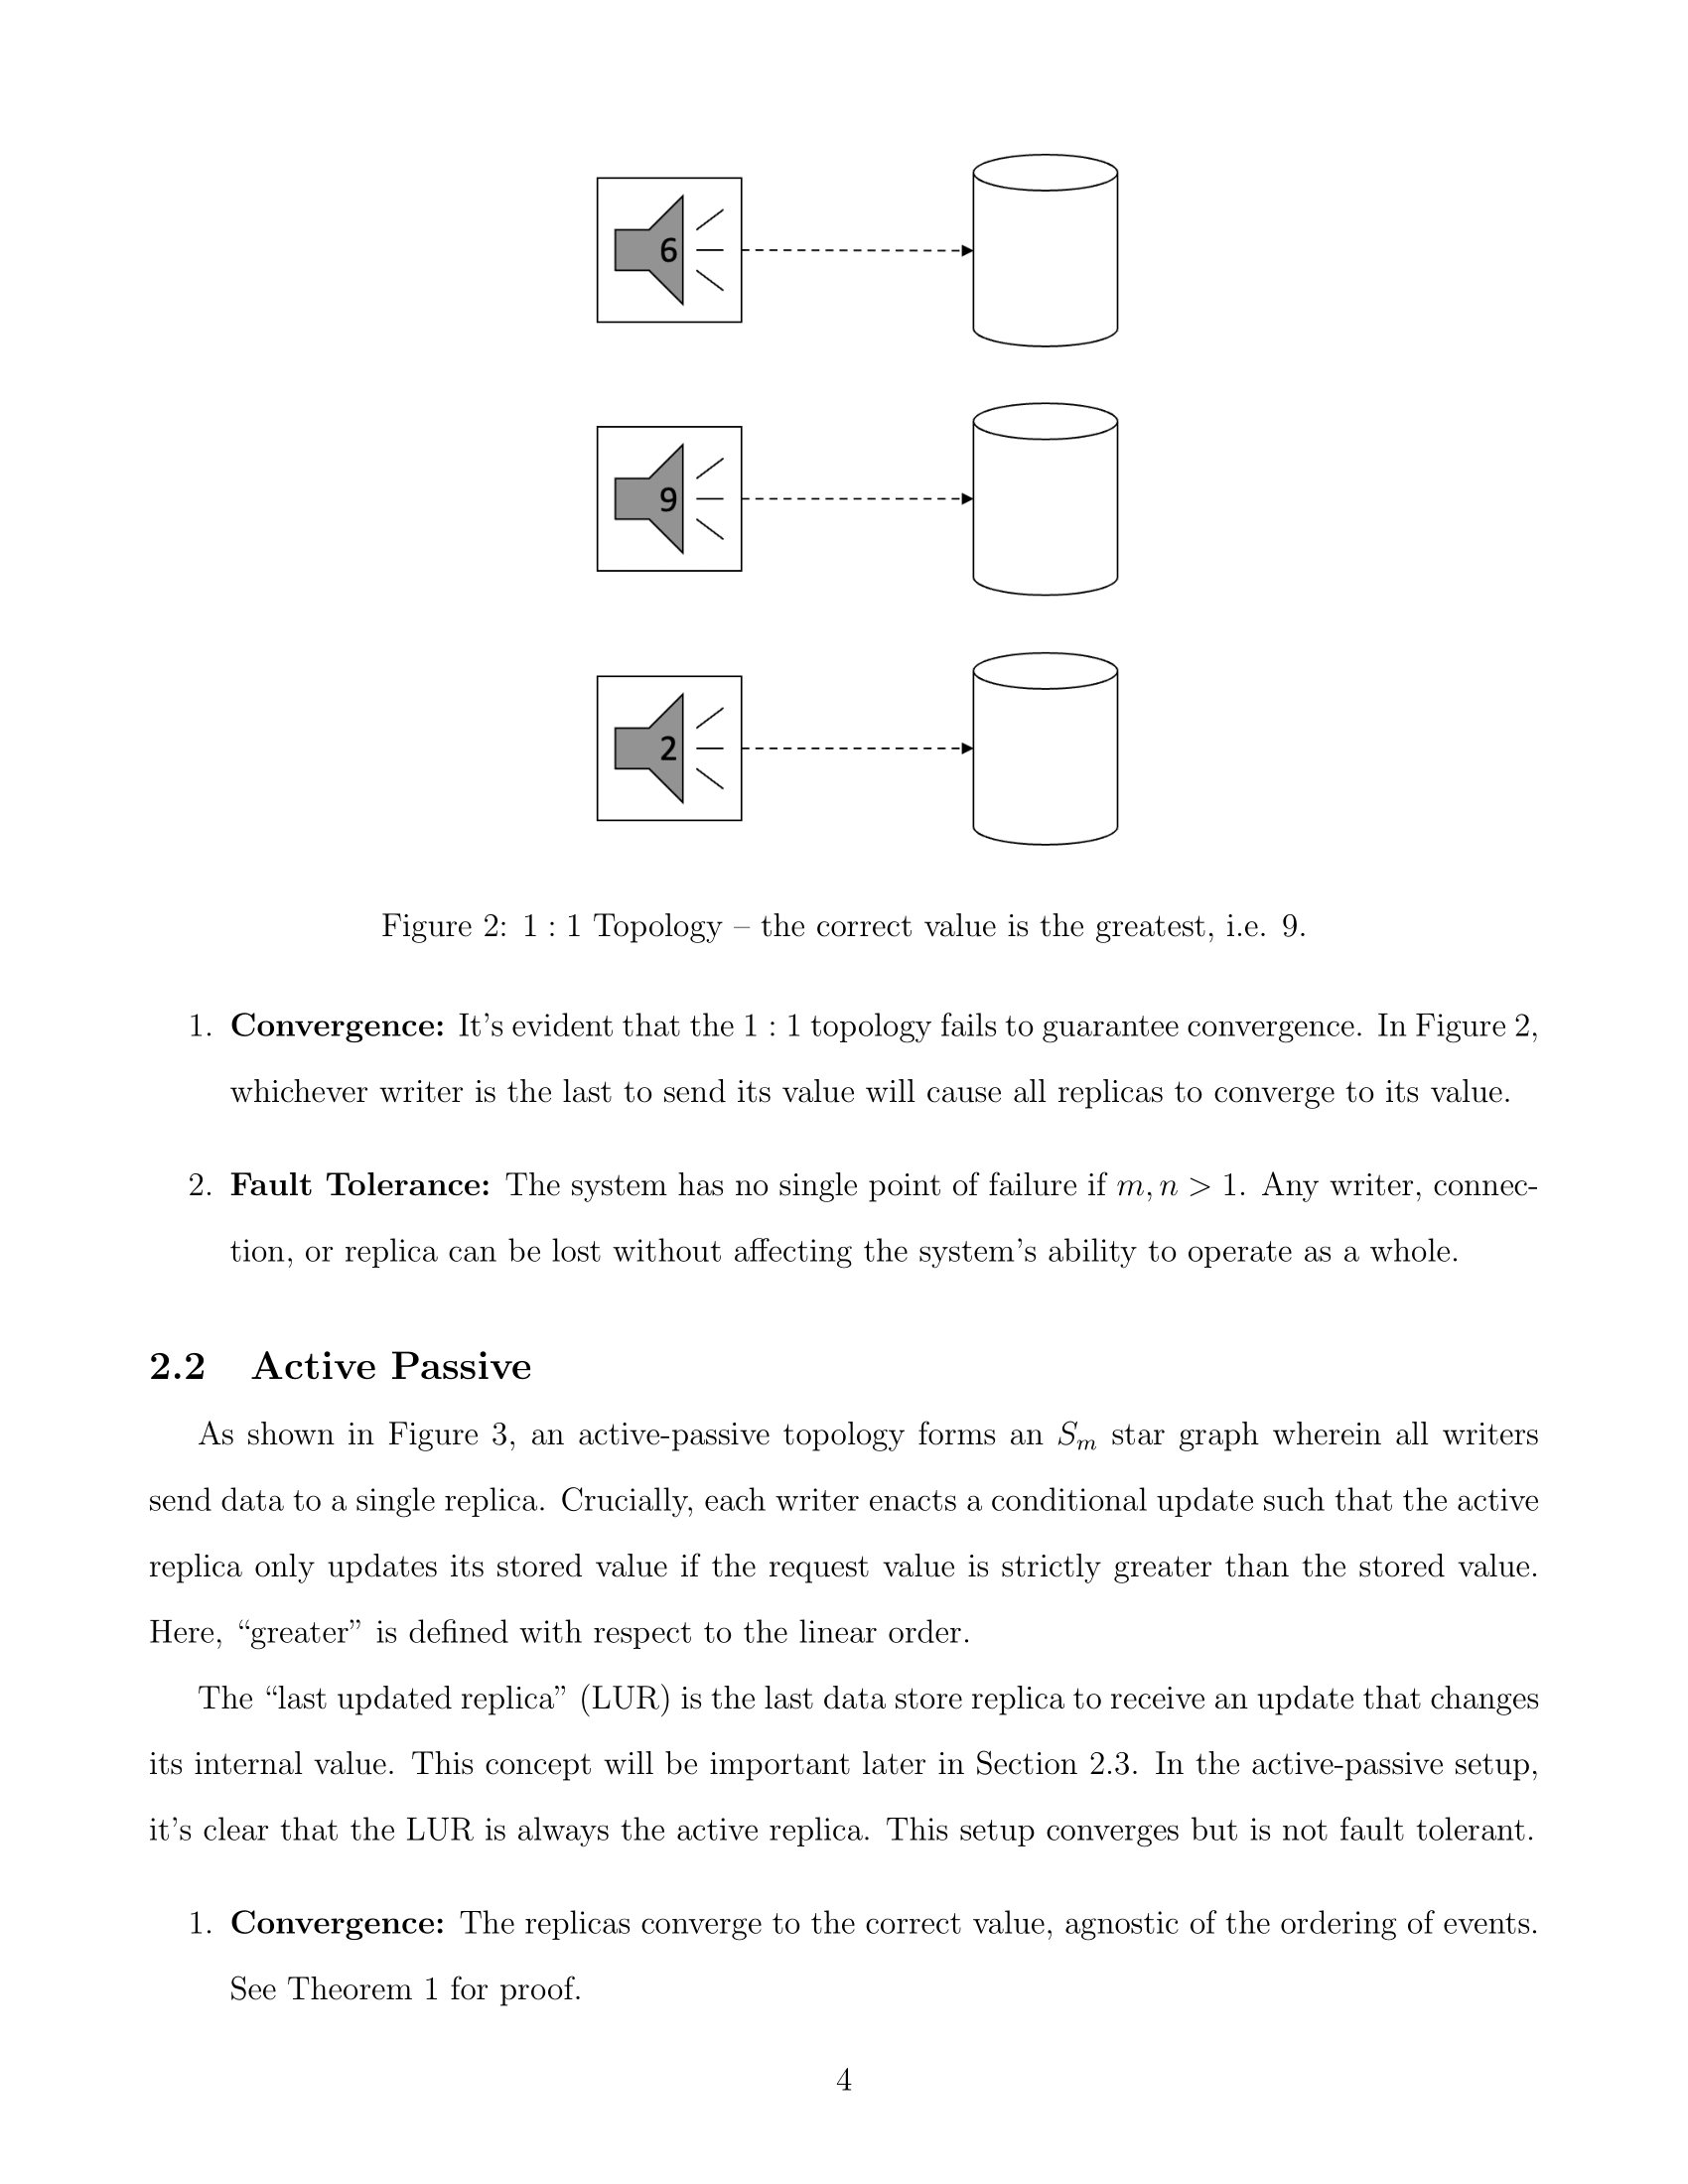 6
9
2
Figure 2: 1 : 1 Topology – the correct value is the greatest, i.e. 9.
1. Convergence: It's evident that the 1 : 1 topology fails to guarantee convergence. In Figure 2,
whichever writer is the last to send its value will cause all replicas to converge to its value.
2. Fault Tolerance: The system has no single point of failure if m, n > 1. Any writer, connec-
tion, or replica can be lost without affecting the system's ability to operate as a whole.
2.2 Active Passive
As shown in Figure 3, an active-passive topology forms an Sₘ star graph wherein all writers
send data to a single replica. Crucially, each writer enacts a conditional update such that the active
replica only updates its stored value if the request value is strictly greater than the stored value.
Here, “greater” is defined with respect to the linear order.
The “last updated replica” (LUR) is the last data store replica to receive an update that changes
its internal value. This concept will be important later in Section 2.3. In the active-passive setup,
it's clear that the LUR is always the active replica. This setup converges but is not fault tolerant.
1. Convergence: The replicas converge to the correct value, agnostic of the ordering of events.
See Theorem 1 for proof.
4